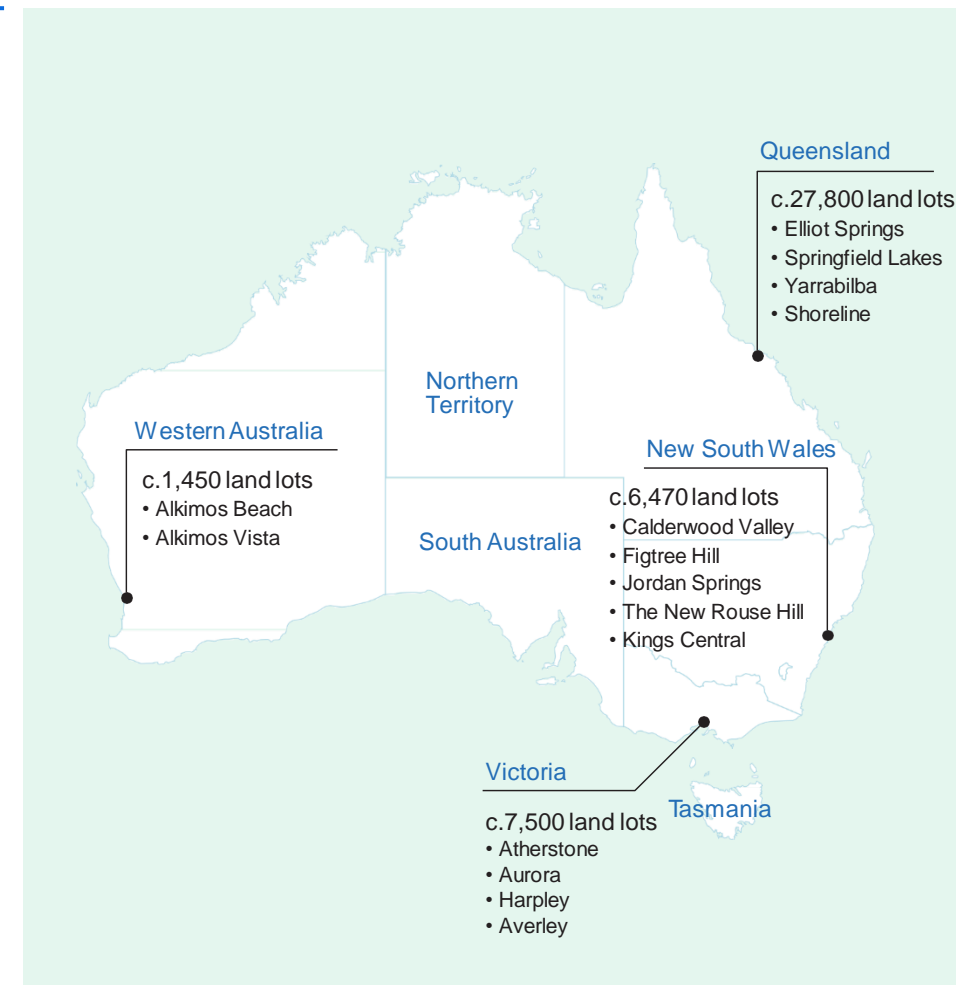 Queensland
c.27,800 land lots
• Elliot Springs
• Springfield Lakes
• Yarrabilba
• Shoreline
Northern
Territory
Western Australia
c.1,450 land lots
• Alkimos Beach
• Alkimos Vista
New South Wales
c.6,470 land lots
• Calderwood Valley
• Figtree Hill
• Jordan Springs
• The New Rouse Hill
• Kings Central
South Australia
Victoria
c.7,500 land lots
• Atherstone
• Aurora
• Harpley
• Averley
Tasmania